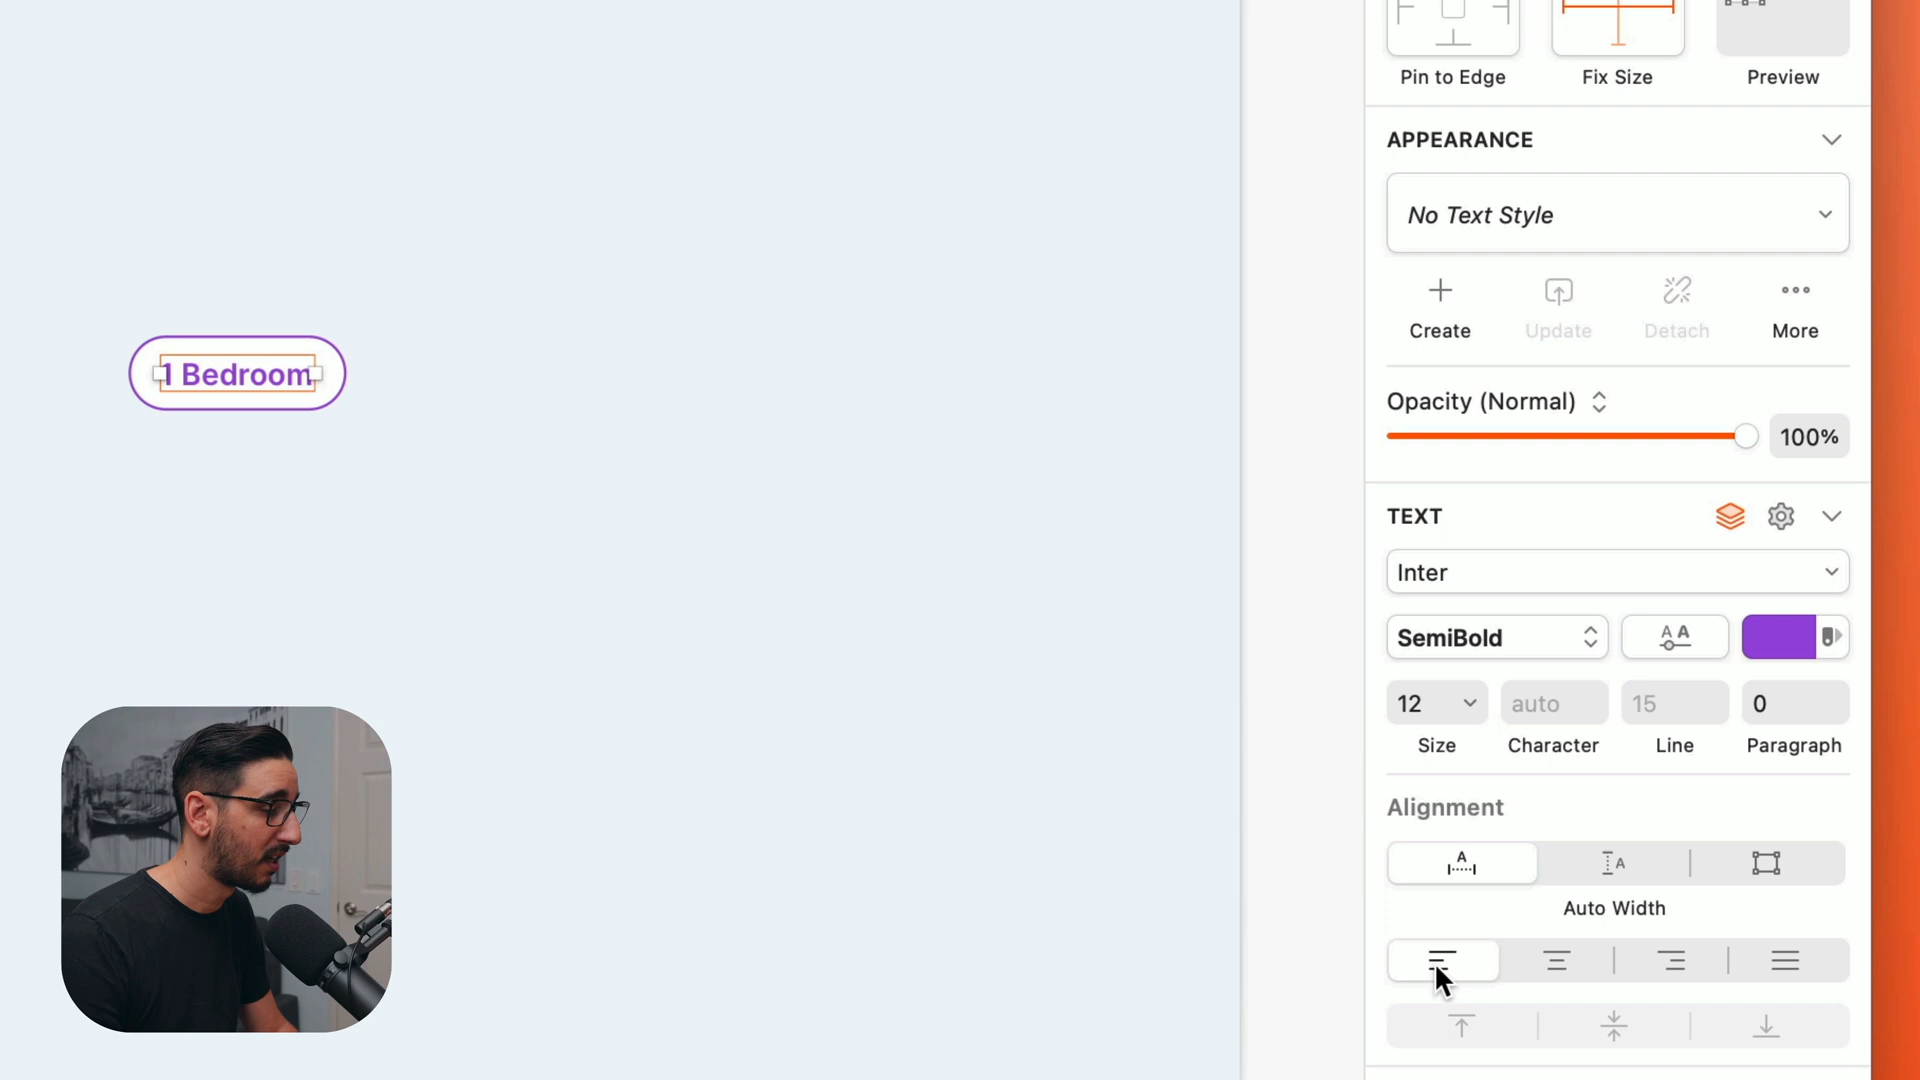 Pin to Edge
Fix Size
Preview
APPEARANCE
No Text Style
Create
Update
Detach
More
1 Bedroom
Opacity (Normal)
100%
TEXT
Inter
SemiBold
A A
12
auto
15
0
Size
Character
Line
Paragraph
Alignment
A
A
Auto Width